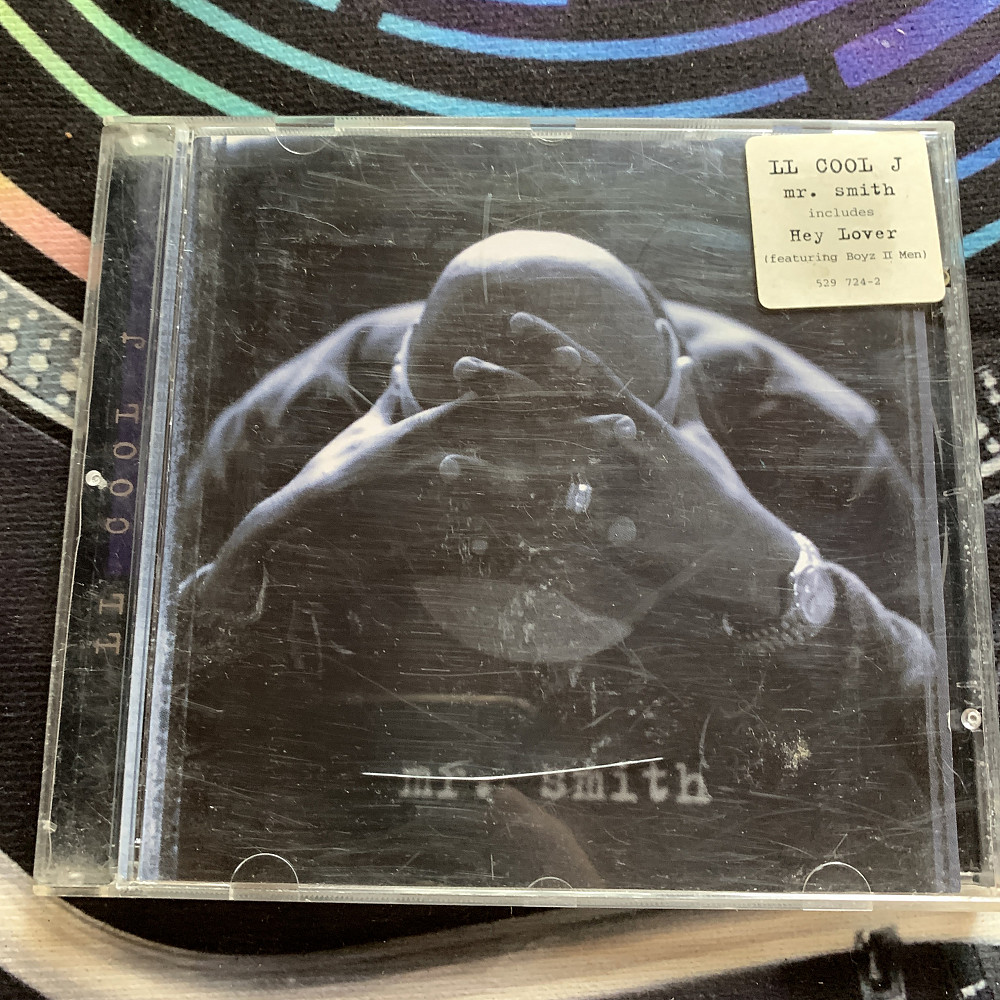 LL COOL J
LL COOL J
mr. smith
includes
Hey Lover
(featuring Boyz II Men)
529 724-2
mr. smith